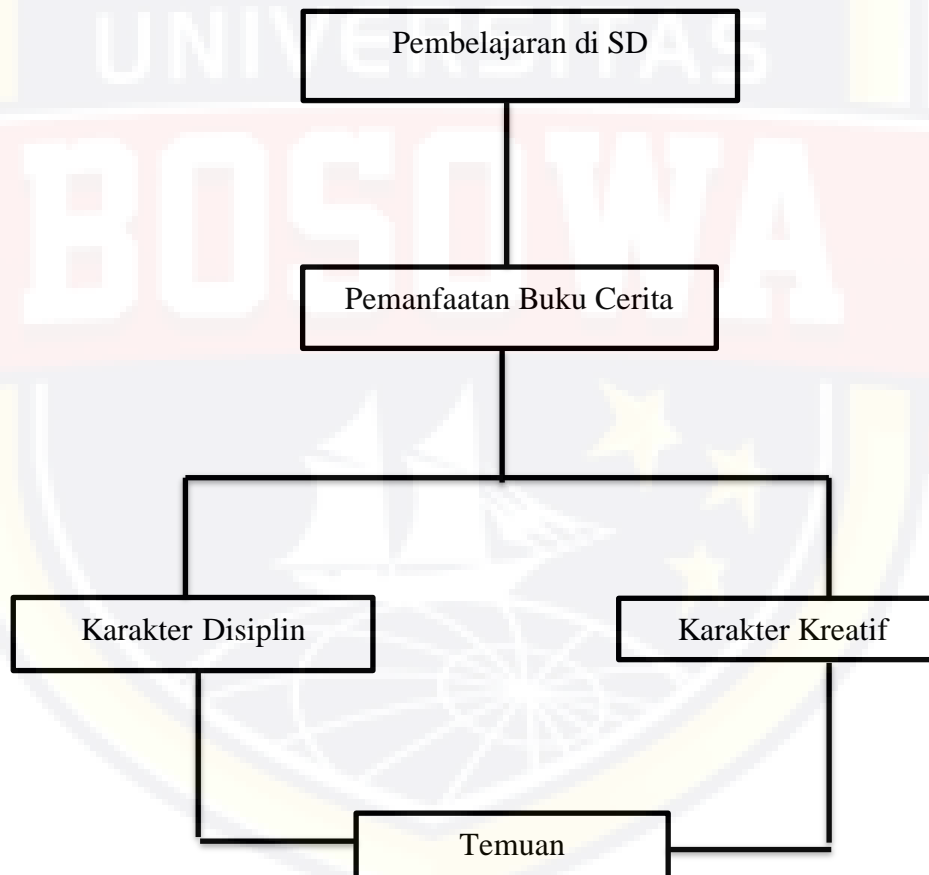 UNIVERSITAS
BOSOWA
Pembelajaran di SD
Pemanfaatan Buku Cerita
Karakter Disiplin
Karakter Kreatif
Temuan